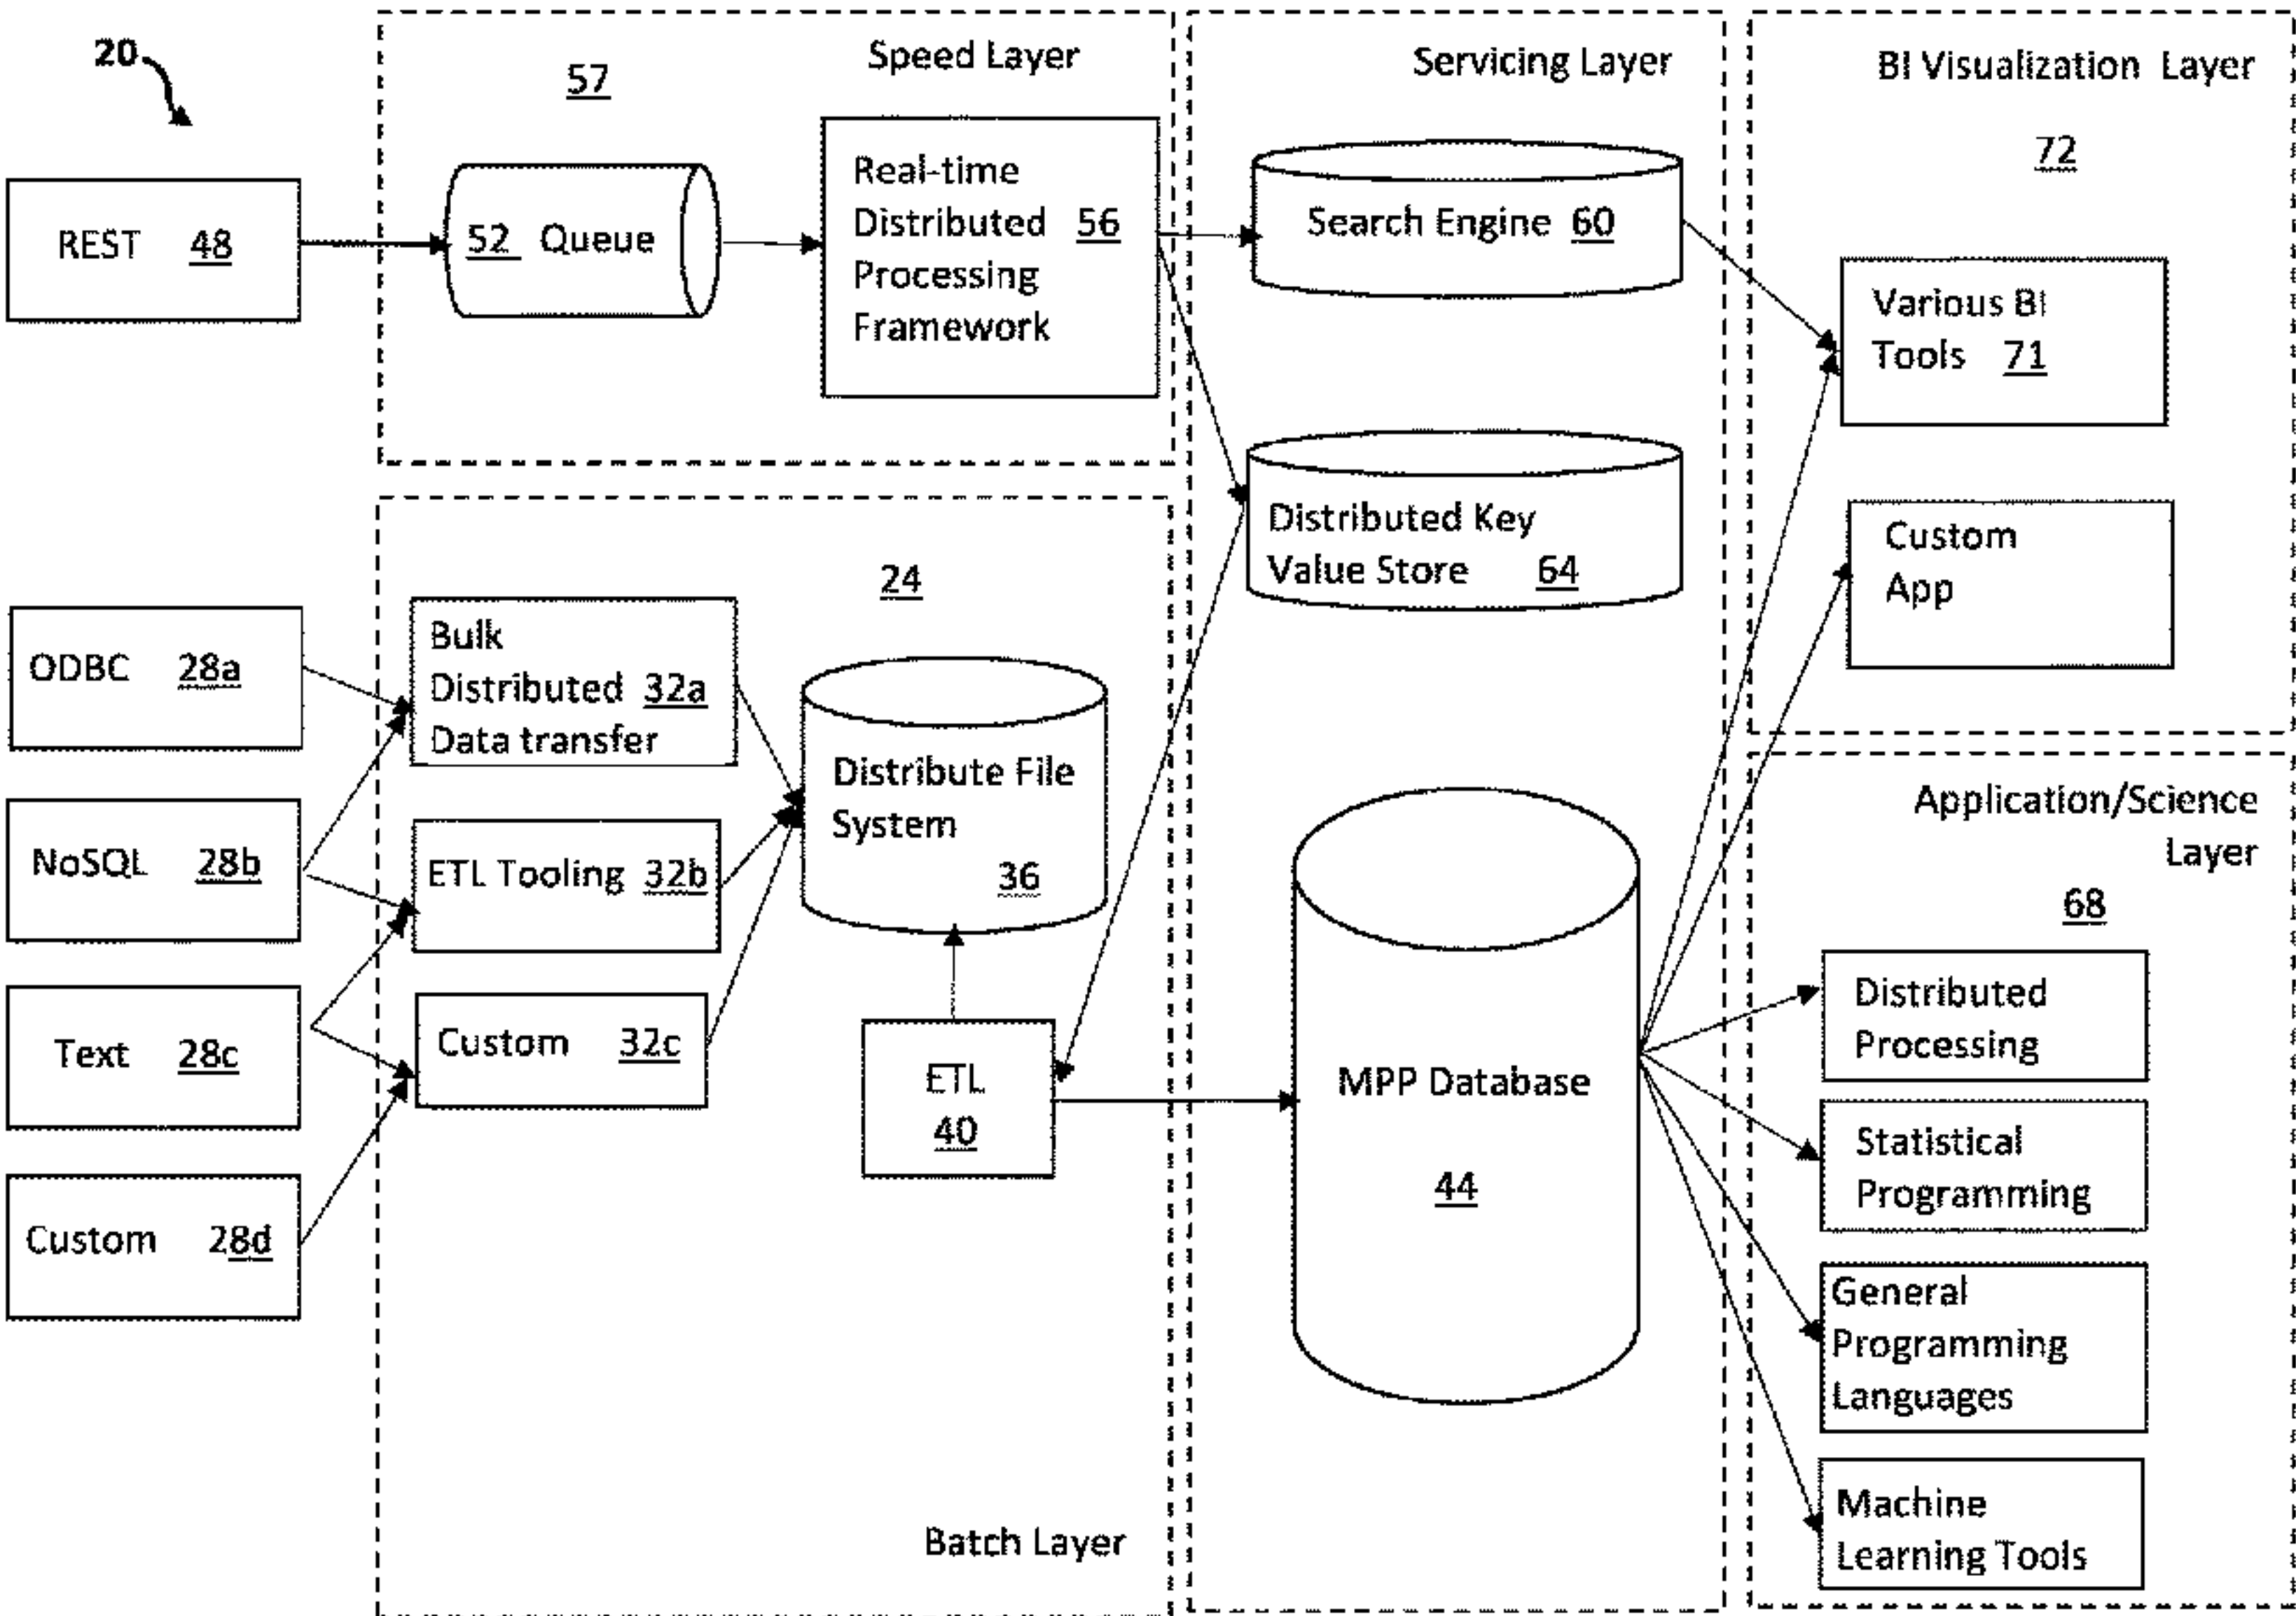 20
57
Speed Layer
REST 48
52 Queue
Real-time
Distributed 56
Processing
Framework
Servicing Layer
Search Engine 60
Distributed Key
Value Store 64
BI Visualization Layer
72
Various BI
Tools 71
Custom
App
ODBC 28a
NoSQL 28b
Text 28c
Custom 28d
24
Bulk
Distributed 32a
Data transfer
ETL Tooling 32b
Custom 32c
Distribute File
System
36
ETL
40
Batch Layer
MPP Database
44
Application/Science
Layer
68
Distributed
Processing
Statistical
Programming
General
Programming
Languages
Machine
Learning Tools